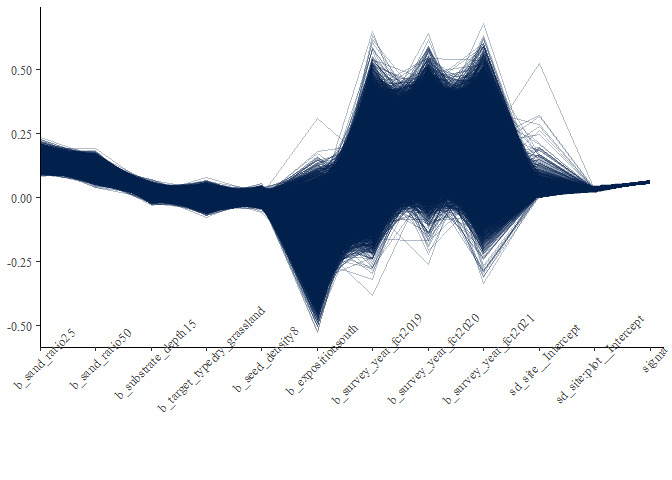 0.50
0.25
0.00
-0.25
-0.50
b_sand_ratio25
b_sand_ratio50
b_substrate_depth15
b_target_typedry_grassland
b_seed_density8
b_expositionsouth
b_survey_year_fct2019
b_survey_year_fct2020
b_survey_year_fct2021
sd_site__Intercept
sd_site:plot__Intercept
sigma